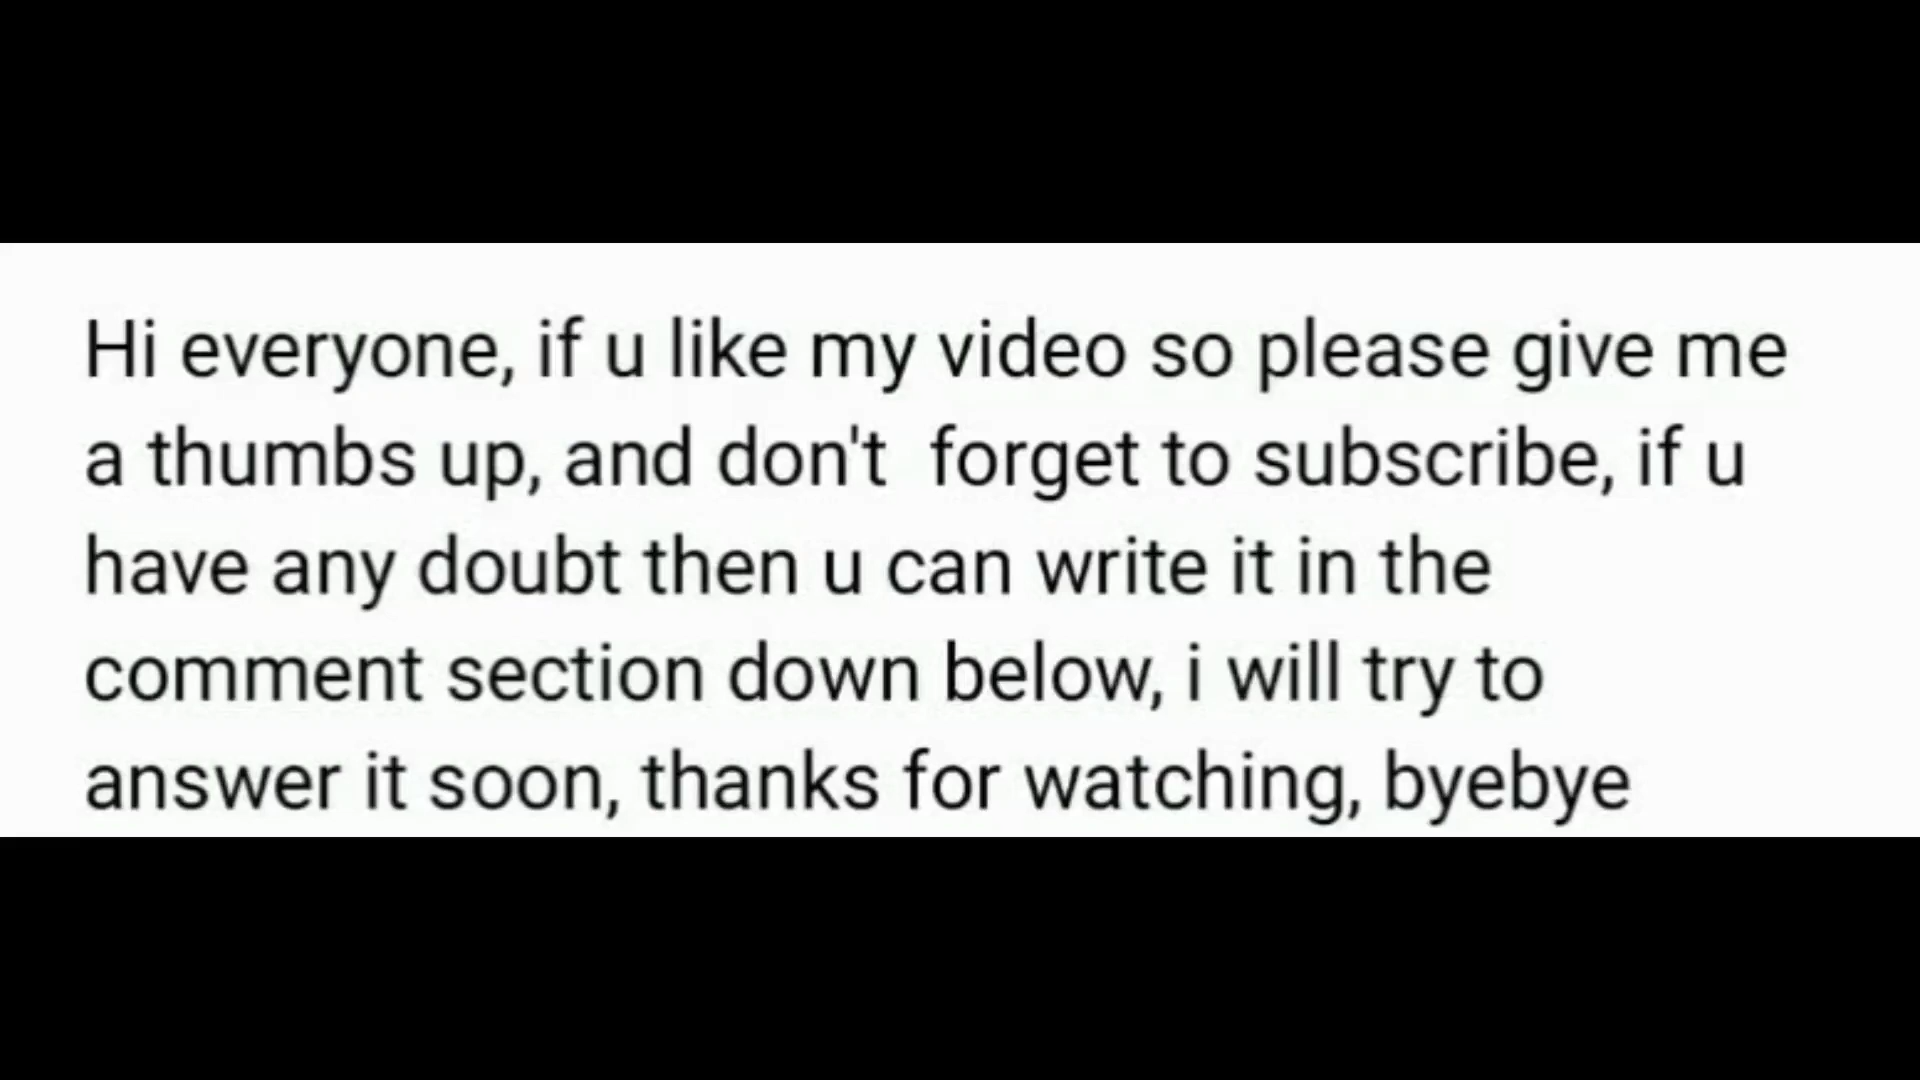 Hi everyone, if u like my video so please give me
a thumbs up, and don't  forget to subscribe, if u
have any doubt then u can write it in the
comment section down below, i will try to
answer it soon, thanks for watching, byebye